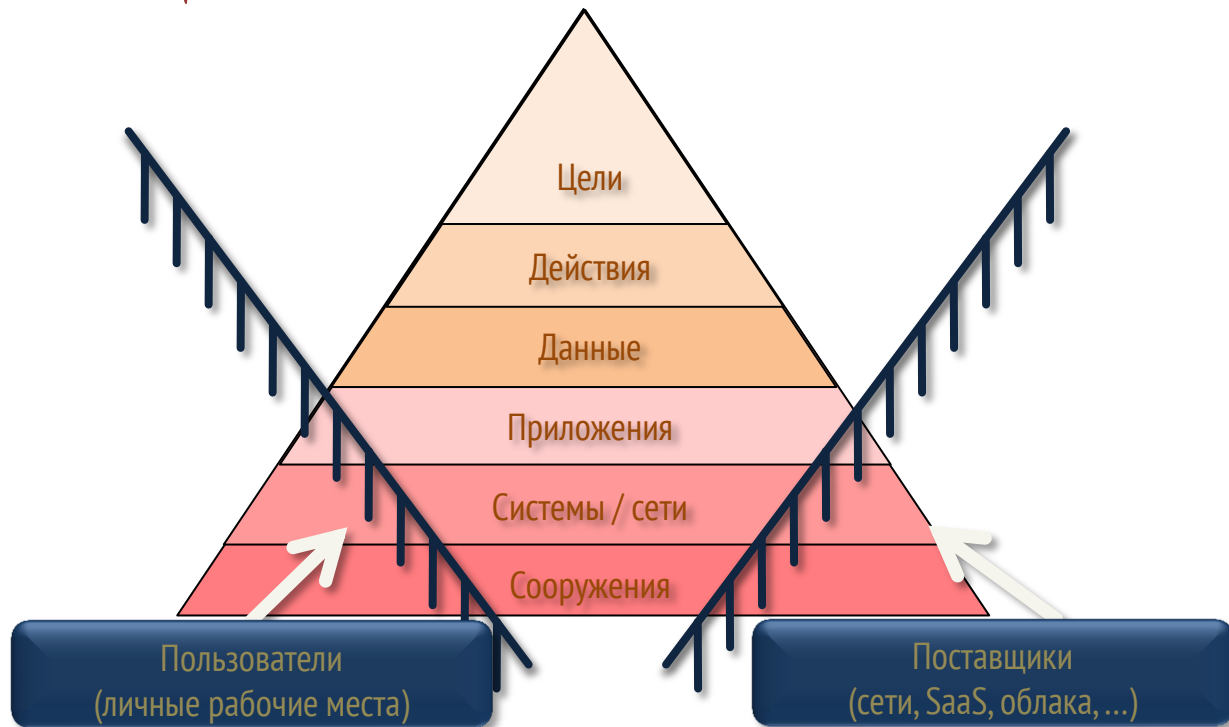 Цели
Действия
Данные
Приложения
Системы / сети
Сооружения
Пользователи
(личные рабочие места)
Поставщики
(сети, SaaS, облака, ...)